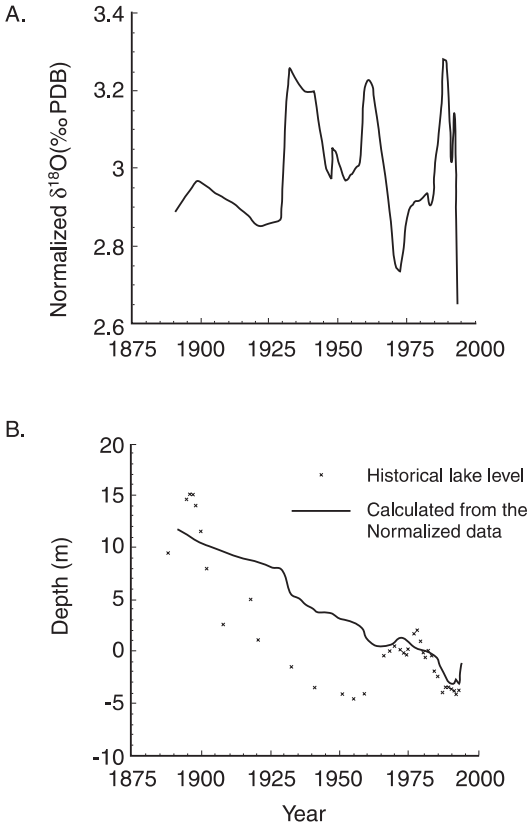 A.
Normalized δ18O(‰ PDB)
3.4
3.2
3
2.8
2.6
1875 1900 1925 1950 1975 2000
B.
Depth (m)
20
15
10
5
0
-5
-10
× Historical lake level
Calculated from the
Normalized data
1875 1900 1925 1950 1975 2000
Year